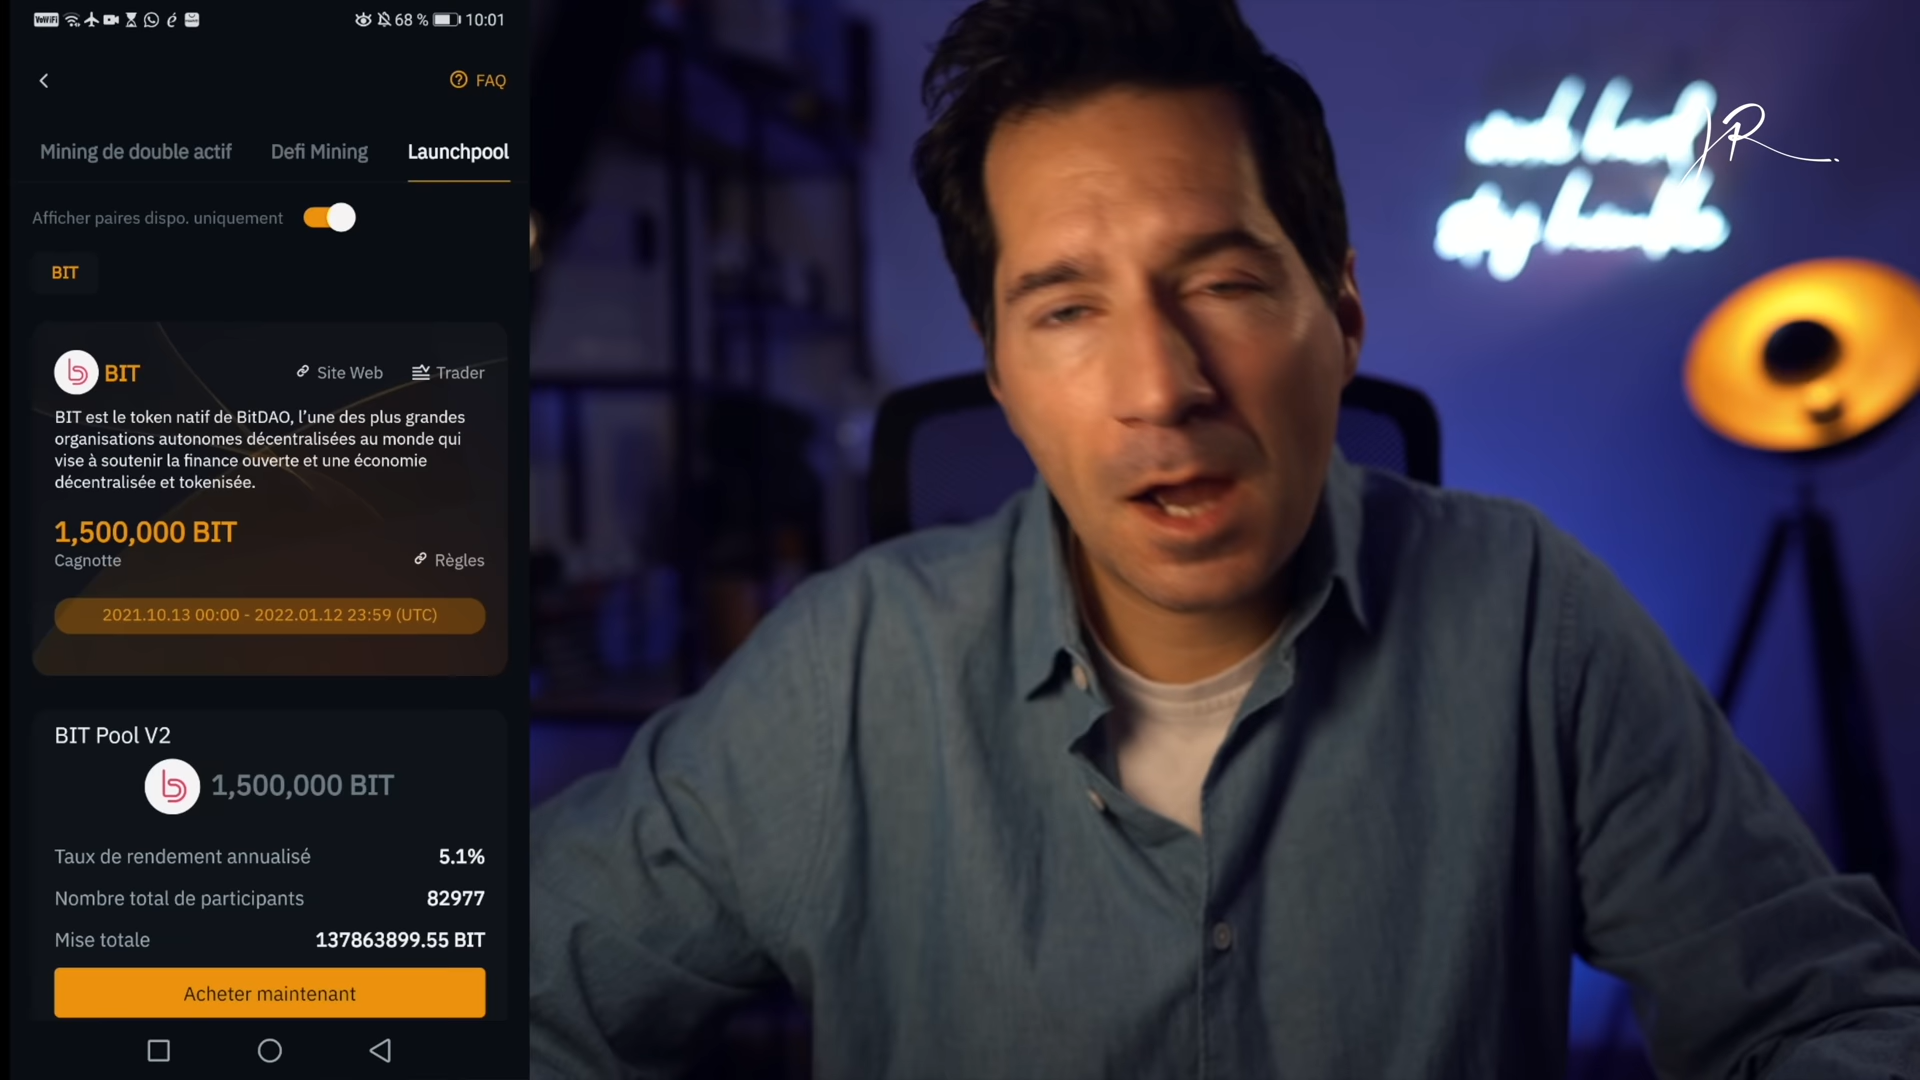 VoWiFi
68 %
10:01
FAQ
Mining de double actif
Defi Mining
Launchpool
Afficher paires dispo. uniquement
BIT
BIT
Site Web
Trader
BIT est le token natif de BitDAO, l’une des plus grandes
organisations autonomes décentralisées au monde qui
vise à soutenir la finance ouverte et une économie
décentralisée et tokenisée.
1,500,000 BIT
Cagnotte
Règles
2021.10.13 00:00 - 2022.01.12 23:59 (UTC)
BIT Pool V2
1,500,000 BIT
Taux de rendement annualisé
5.1%
Nombre total de participants
82977
Mise totale
137863899.55 BIT
Acheter maintenant
JR